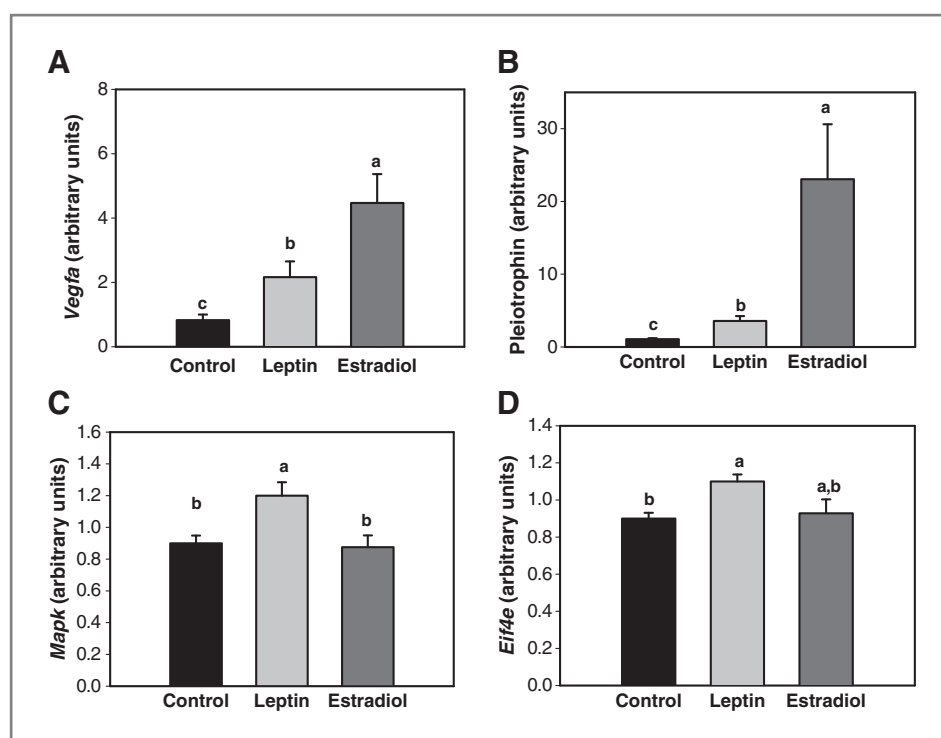 A
Vegfa (arbitrary units)
8
6
4
2
0
c
b
a
Control Leptin Estradiol
B
Pleiotrophin (arbitrary units)
30
20
10
0
c
b
a
Control Leptin Estradiol
C
Mapk (arbitrary units)
1.6
1.4
1.2
1.0
0.8
0.6
0.4
0.2
0.0
b
a
b
Control Leptin Estradiol
D
Eif4e (arbitrary units)
1.4
1.2
1.0
0.8
0.6
0.4
0.2
0.0
b
a
a,b
Control Leptin Estradiol